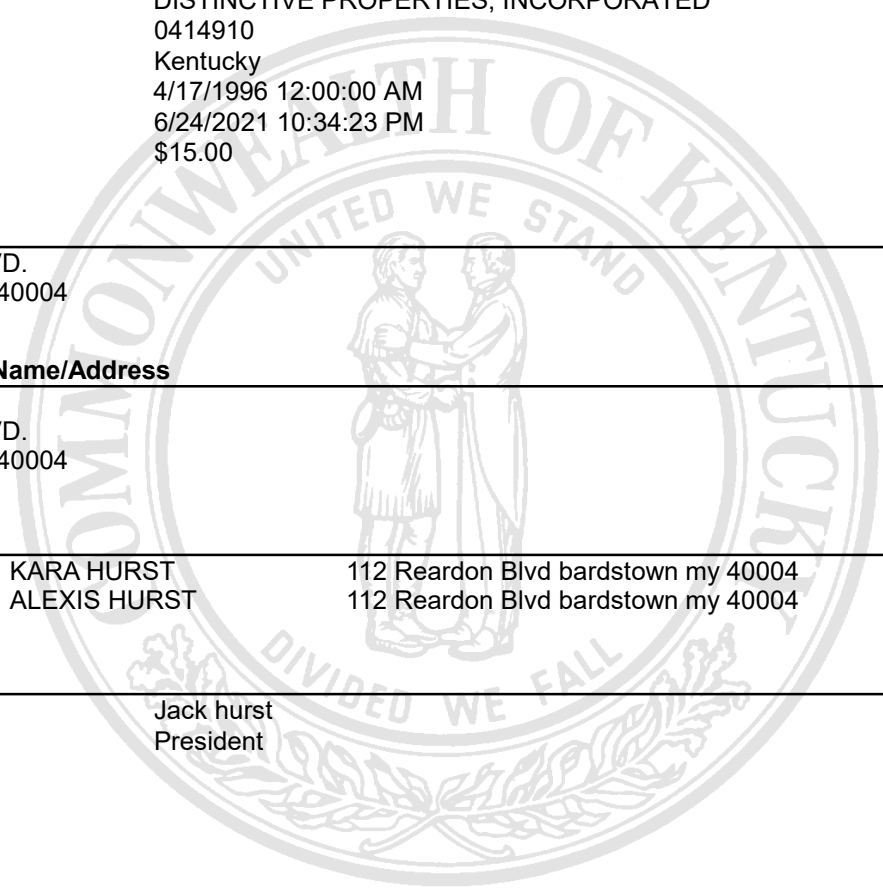 DISTINCTIVE PROPERTIES, INCORPORATED
0414910
Kentucky
4/17/1996 12:00:00 AM
6/24/2021 10:34:23 PM
$15.00
COMMONWEALTH OF KENTUCKY
UNITED WE STAND
D.
40004
Name/Address
D.
40004
KARA HURST 112 Reardon Blvd bardstown my 40004
ALEXIS HURST 112 Reardon Blvd bardstown my 40004
DIVIDED WE FALL
Jack hurst
President